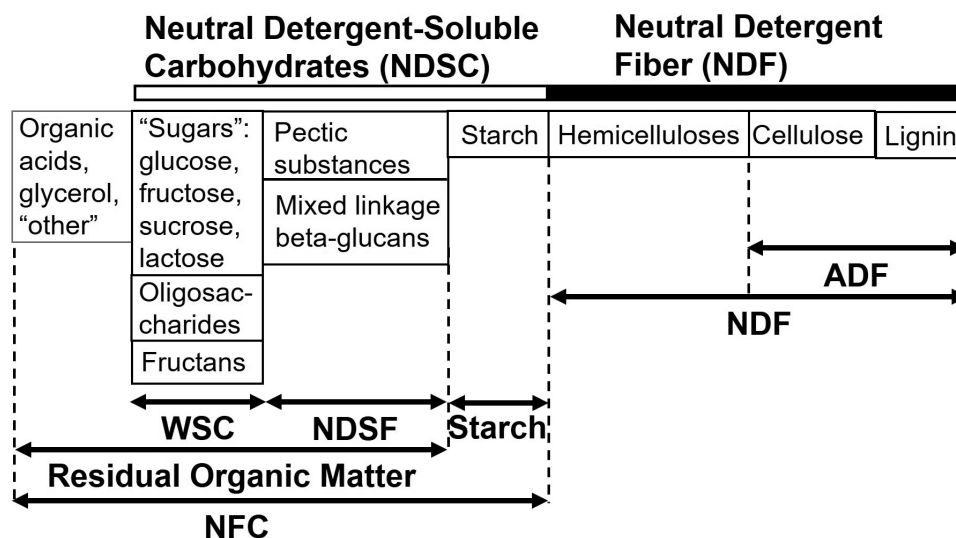 Neutral Detergent-Soluble
Carbohydrates (NDSC)
Neutral Detergent
Fiber (NDF)
Organic
acids,
glycerol,
“other”
“Sugars”:
glucose,
fructose,
sucrose,
lactose
Oligosac-
charides
Fructans
Pectic
substances
Mixed linkage
beta-glucans
Starch
Hemicelluloses
Cellulose
Lignin
ADF
NDF
WSC
NDSF
Starch
Residual Organic Matter
NFC